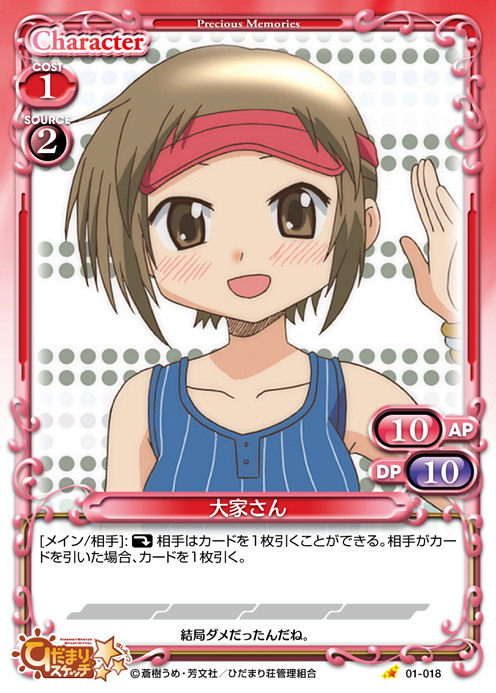 Precious Memories
Character
COST
1
SOURCE
2
10 AP
DP 10
大家さん
[メイン/相手]: 相手はカードを1枚引くことができる。相手がカー
ドを引いた場合、カードを1枚引く。
結局ダメだったんだね。
ひだまり
スケッチ
©蒼樹うめ・芳文社/ひだまり荘管理組合
01-018